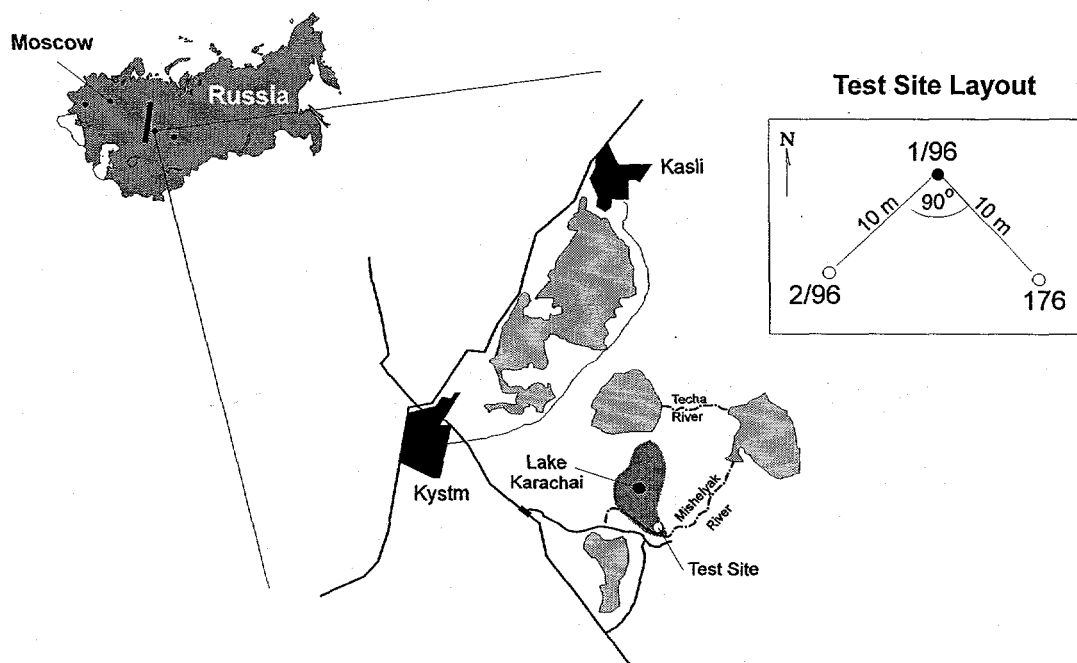 Moscow
Russia
Test Site Layout
N
1/96
10 m
90°
10 m
2/96
176
Kasli
Techa
River
Lake
Karachai
Mishelyak
River
Kystm
Test Site